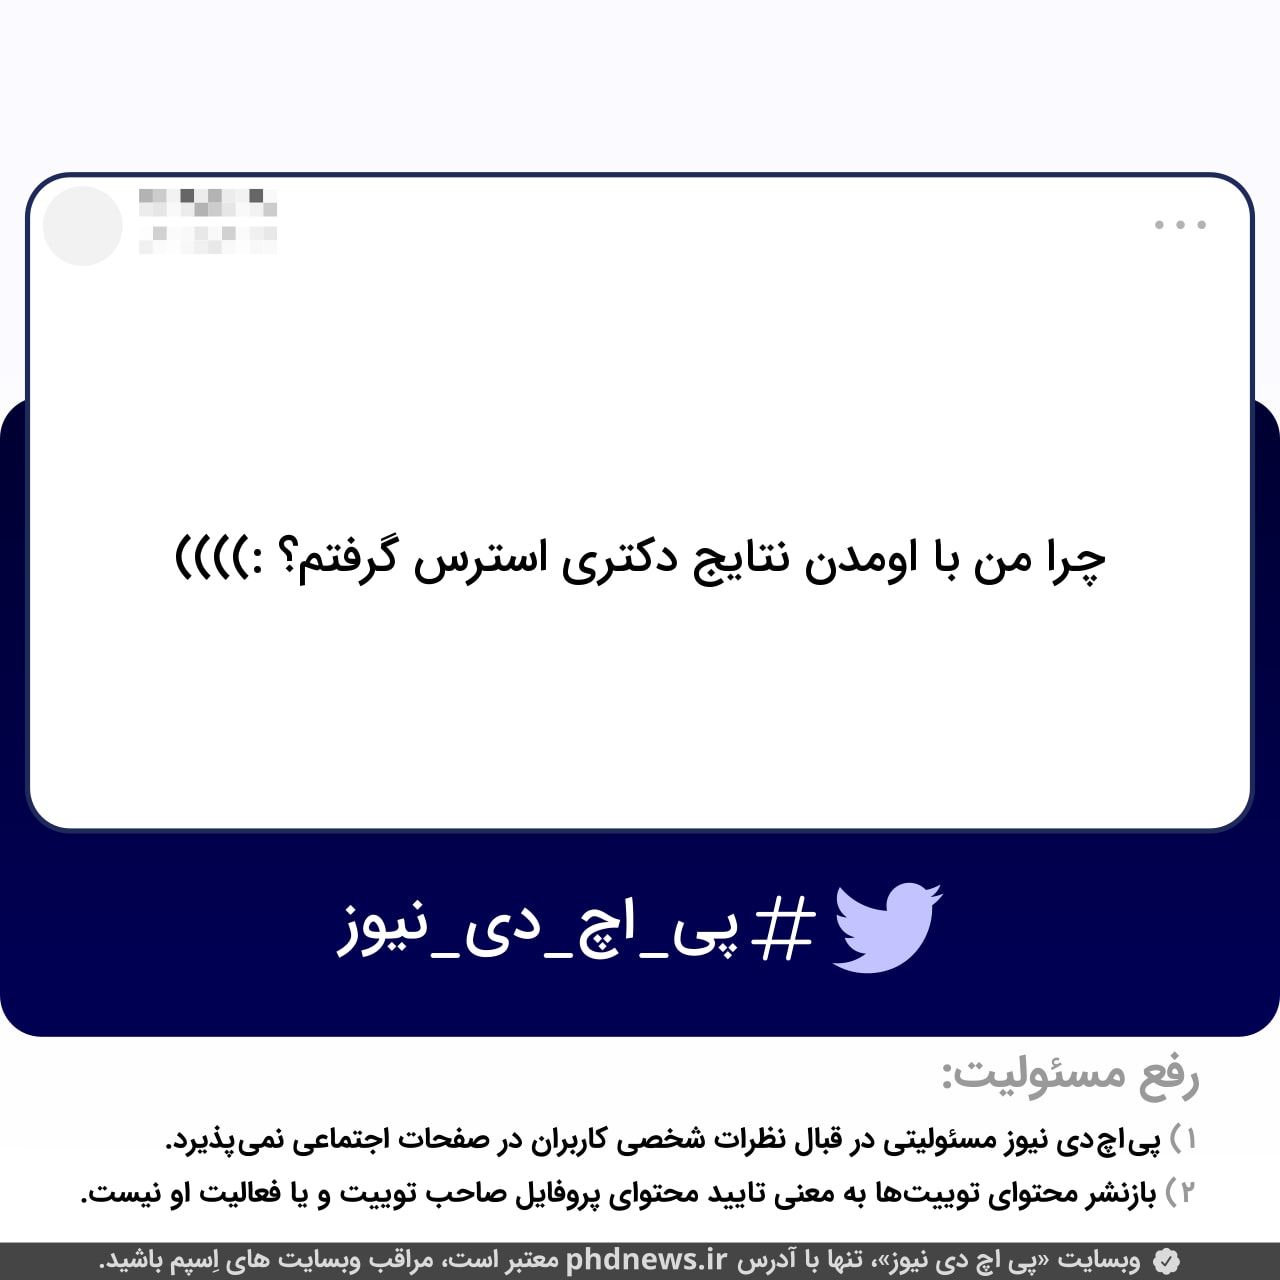 چرا من با اومدن نتایج دکتری استرس گرفتم؟ :))))
#پی_اچ_دی_نیوز
رفع مسئولیت:
۱) پی‌اچ‌دی نیوز مسئولیتی در قبال نظرات شخصی کاربران در صفحات اجتماعی نمی‌پذیرد.
۲) بازنشر محتوای توییت‌ها به معنی تایید محتوای پروفایل صاحب توییت و یا فعالیت او نیست.
وبسایت «پی اچ دی نیوز»، تنها با آدرس phdnews.ir معتبر است، مراقب وبسایت های اِسپم باشید.